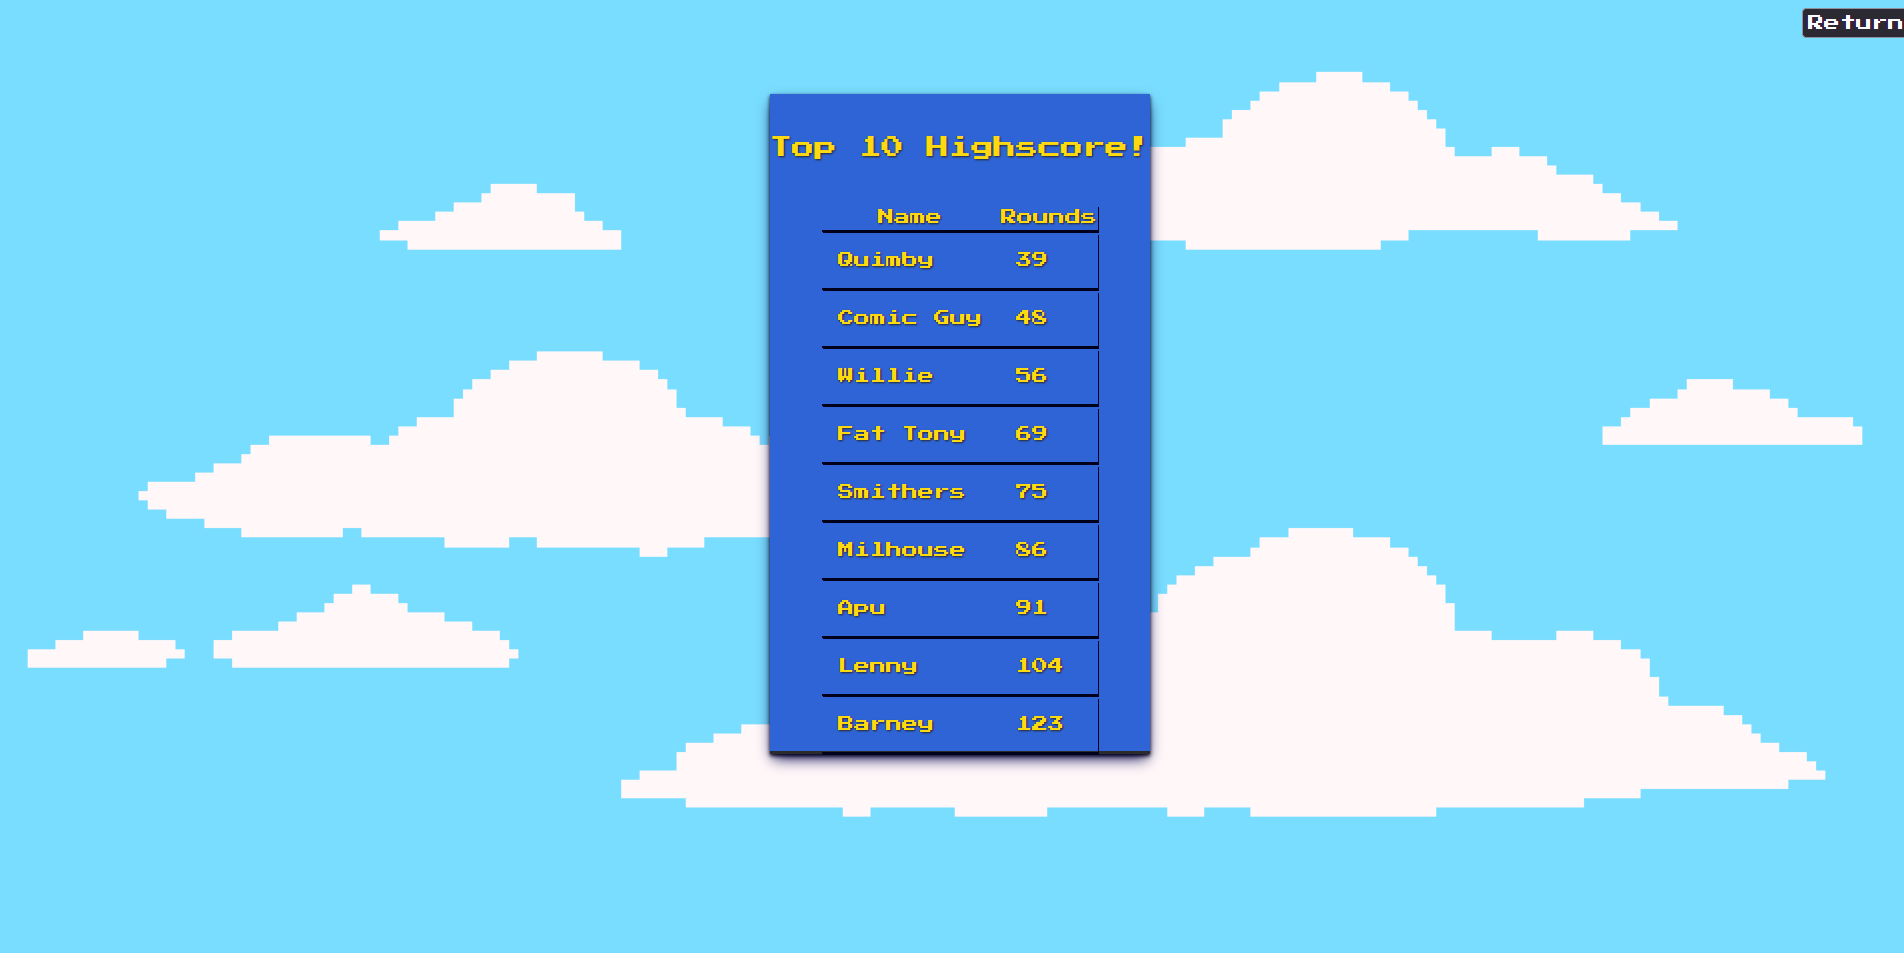 Return
Top 10 Highscore!
Name Rounds
Quimby 39
Comic Guy 48
Willie 56
Fat Tony 69
Smithers 75
Milhouse 86
Apu 91
Lenny 104
Barney 123